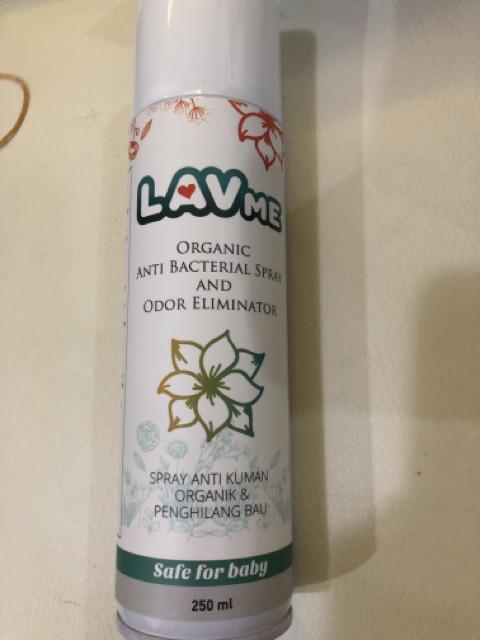 LAVME
ORGANIC
ANTI BACTERIAL SPRAY
AND
ODOR ELIMINATOR
SPRAY ANTI KUMAN
ORGANIK &
PENGHILANG BAU
Safe for baby
250 ml